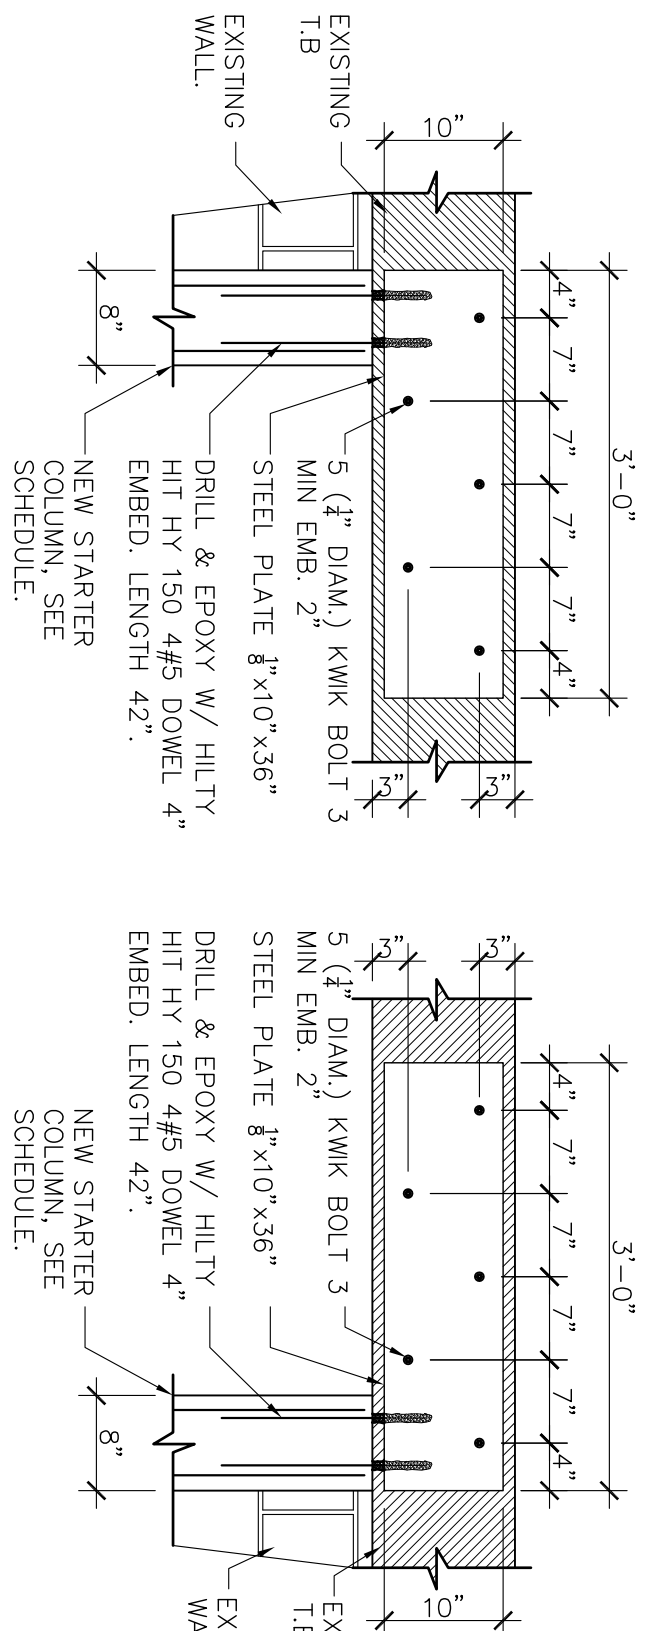 3'-0"
4"
7"
7"
7"
7"
4"
10"
3"
3"
EXISTING
T.B
EXISTING
WALL.
8"
5 (1/4" DIAM.) KWIK BOLT 3
MIN EMB. 2"
STEEL PLATE 1/8"x10"x36"
DRILL & EPOXY W/ HILTY
HIT HY 150 4#5 DOWEL 4"
EMBED. LENGTH 42".
NEW STARTER
COLUMN, SEE
SCHEDULE.
3'-0"
4"
7"
7"
7"
7"
4"
3"
3"
10"
5 (1/4" DIAM.) KWIK BOLT 3
MIN EMB. 2"
STEEL PLATE 1/8"x10"x36"
DRILL & EPOXY W/ HILTY
HIT HY 150 4#5 DOWEL 4"
EMBED. LENGTH 42".
NEW STARTER
COLUMN, SEE
SCHEDULE.
8"
EX
EX
WA